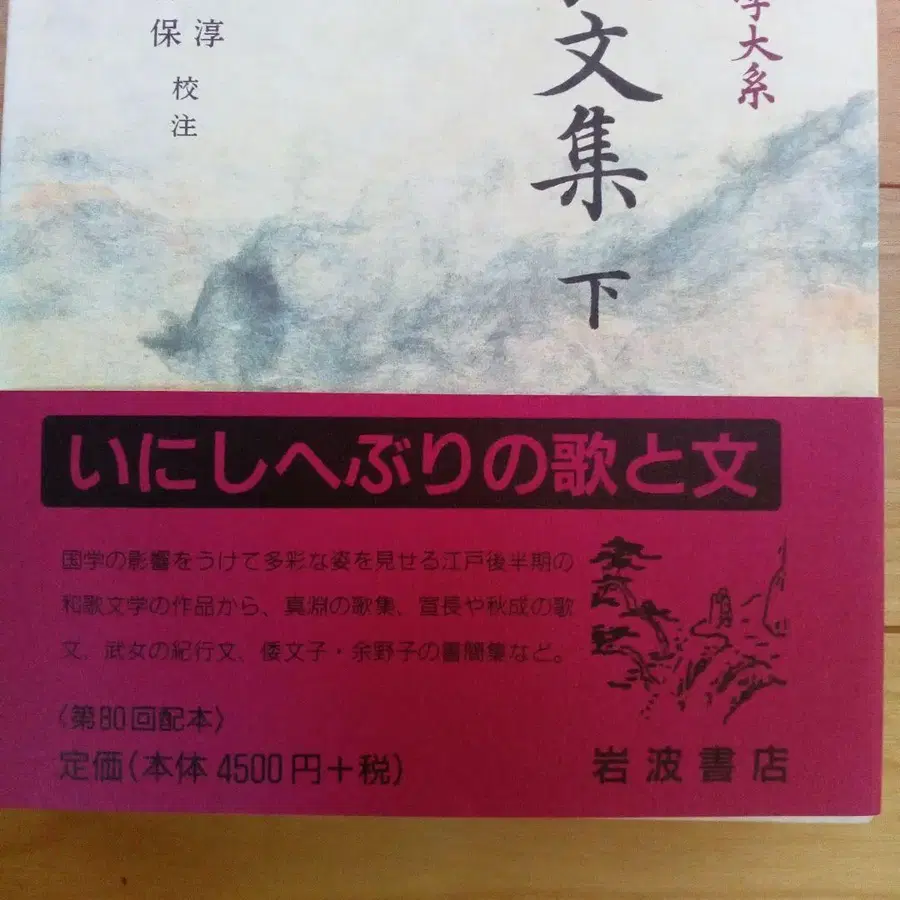 学大系
文集 下
保 淳
校注
いにしへぶりの歌と文
国学の影響をうけて多彩な姿を見せる江戸後半期の
和歌文学の作品から、真淵の歌集、宣長や秋成の歌
文、武女の紀行文、倭文子・余野子の書簡集など。
〈第80回配本〉
定価(本体 4500円+税)
岩波書店